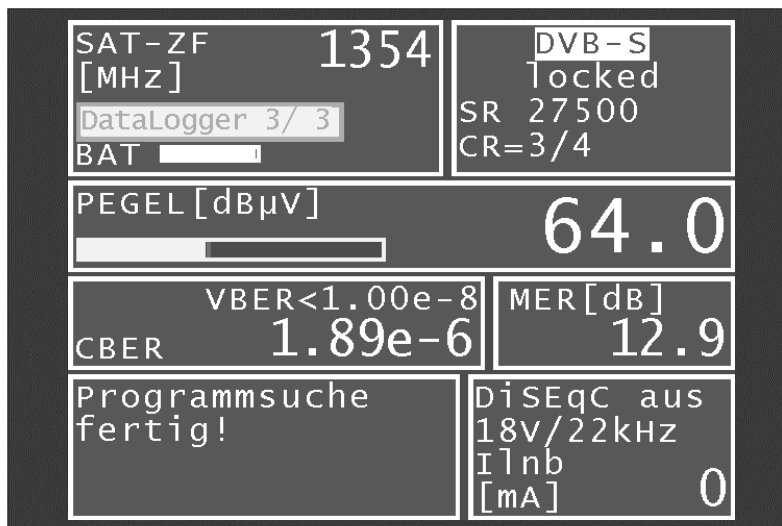 SAT-ZF 1354
[MHz]
DataLogger 3/ 3
BAT
DVB-S
locked
SR 27500
CR=3/4
PEGEL[dBµV]
64.0
VBER<1.00e-8
CBER 1.89e-6
MER[dB]
12.9
Programmsuche
fertig!
DiSEqC aus
18V/22kHz
Ilnb
[mA] 0